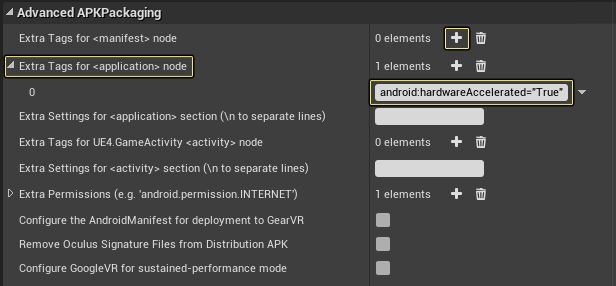 Advanced APKPackaging
Extra Tags for <manifest> node 0 elements
Extra Tags for <application> node 1 elements
0 android:hardwareAccelerated="True"
Extra Settings for <application> section (\n to separate lines)
Extra Tags for UE4.GameActivity <activity> node 0 elements
Extra Settings for <activity> section (\n to separate lines)
Extra Permissions (e.g. 'android.permission.INTERNET') 1 elements
Configure the AndroidManifest for deployment to GearVR
Remove Oculus Signature Files from Distribution APK
Configure GoogleVR for sustained-performance mode